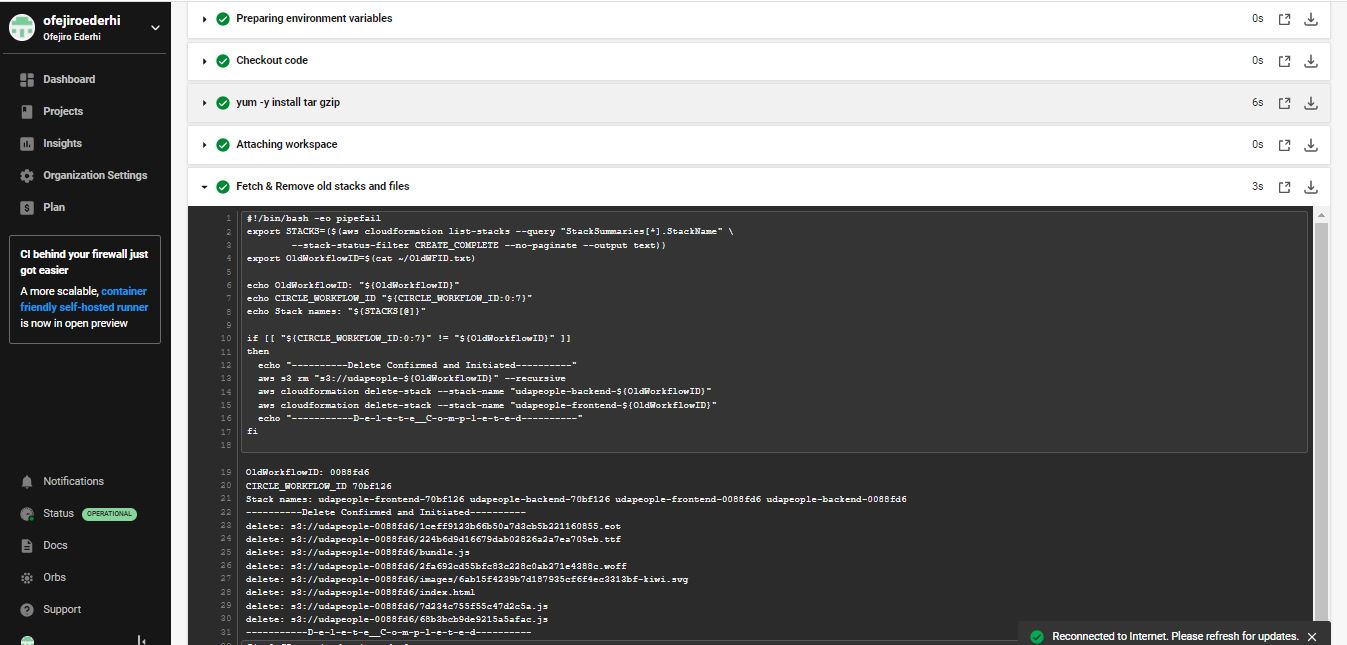 ofejiroederhi
Ofejiro Ederhi
Dashboard
Projects
Insights
Organization Settings
Plan
CI behind your firewall just
got easier
A more scalable, container
friendly self-hosted runner
is now in open preview
Notifications
Status OPERATIONAL
Docs
Orbs
Support
Preparing environment variables 0s
Checkout code 0s
yum -y install tar gzip 6s
Attaching workspace 0s
Fetch & Remove old stacks and files 3s
1 #!/bin/bash -eo pipefail
2 export STACKS=($(aws cloudformation list-stacks --query "StackSummaries[*].StackName" \
3 --stack-status-filter CREATE_COMPLETE --no-paginate --output text))
4 export OldWorkflowID=$(cat ~/OldWFID.txt)
5
6 echo OldWorkflowID: "${OldWorkflowID}"
7 echo CIRCLE_WORKFLOW_ID "${CIRCLE_WORKFLOW_ID:0:7}"
8 echo Stack names: "${STACKS[@]}"
9
10 if [[ "${CIRCLE_WORKFLOW_ID:0:7}" != "${OldWorkflowID}" ]]
11 then
12 echo "----------Delete Confirmed and Initiated----------"
13 aws s3 rm "s3://udapeople-${OldWorkflowID}" --recursive
14 aws cloudformation delete-stack --stack-name "udapeople-backend-${OldWorkflowID}"
15 aws cloudformation delete-stack --stack-name "udapeople-frontend-${OldWorkflowID}"
16 echo "-----------D-e-l-e-t-e__C-o-m-p-l-e-t-e-d----------"
17 fi
18
19 OldWorkflowID: 0088fd6
20 CIRCLE_WORKFLOW_ID 70bf126
21 Stack names: udapeople-frontend-70bf126 udapeople-backend-70bf126 udapeople-frontend-0088fd6 udapeople-backend-0088fd6
22 ----------Delete Confirmed and Initiated----------
23 delete: s3://udapeople-0088fd6/1ceff9123b66b50a7d3cb5b221160855.eot
24 delete: s3://udapeople-0088fd6/224b6d9d16679dab02826a2a7ea705eb.ttf
25 delete: s3://udapeople-0088fd6/bundle.js
26 delete: s3://udapeople-0088fd6/2fa692cd55bfc83c228c0ab271e4388c.woff
27 delete: s3://udapeople-0088fd6/images/6ab15f4239b7d187935cf6f4ec3313bf-kiwi.svg
28 delete: s3://udapeople-0088fd6/index.html
29 delete: s3://udapeople-0088fd6/7d234c755f55c47d2c5a.js
30 delete: s3://udapeople-0088fd6/68b3bcb9de9215a5afac.js
31 -----------D-e-l-e-t-e__C-o-m-p-l-e-t-e-d----------
Reconnected to Internet. Please refresh for updates.